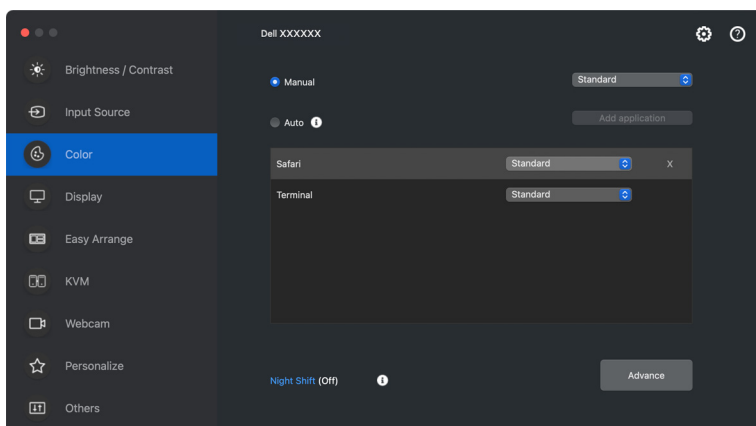 Dell XXXXXX
Brightness / Contrast
Input Source
Color
Display
Easy Arrange
KVM
Webcam
Personalize
Others
Manual Standard
Auto Add application
Safari Standard X
Terminal Standard
Night Shift (Off)
Advance